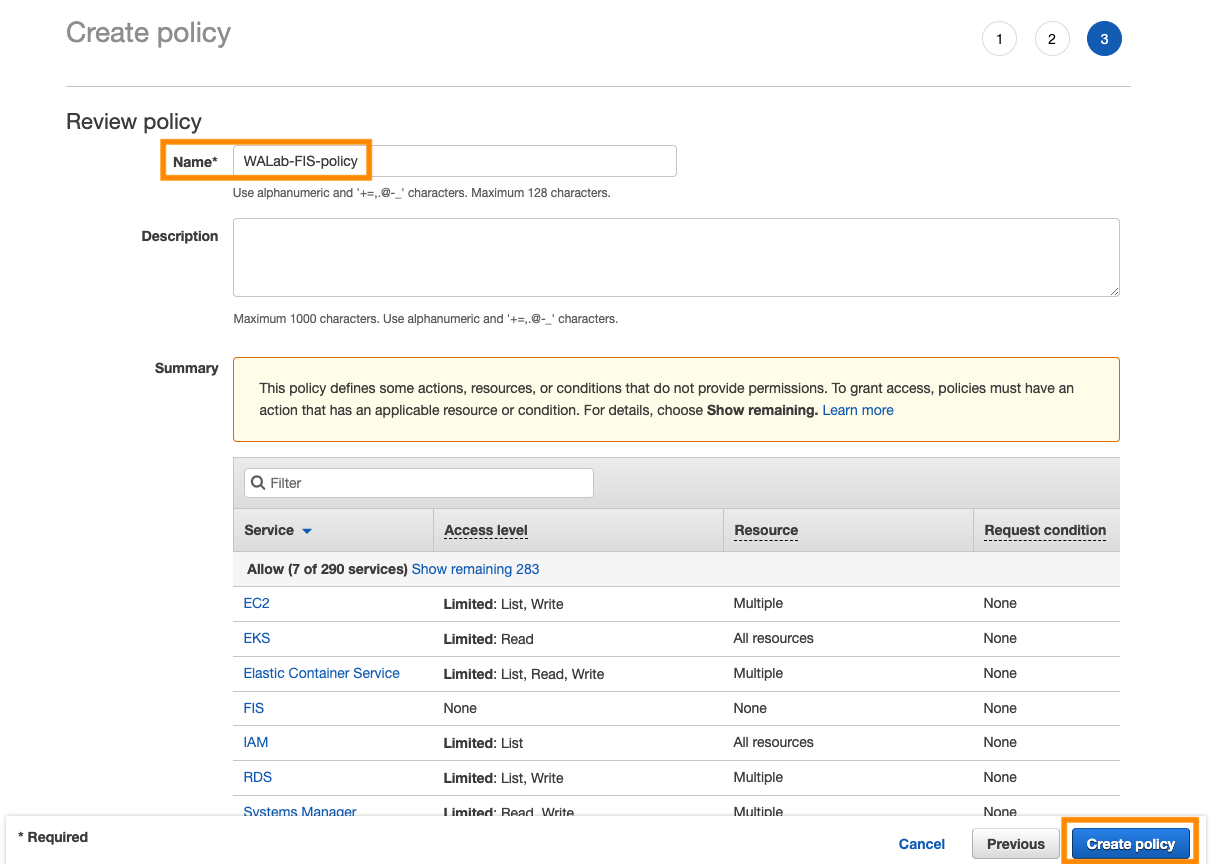 Create policy
1 2 3
Review policy
Name* WALab-FIS-policy
Use alphanumeric and '+=,.@-_' characters. Maximum 128 characters.
Description
Maximum 1000 characters. Use alphanumeric and '+=,.@-_' characters.
Summary
This policy defines some actions, resources, or conditions that do not provide permissions. To grant access, policies must have an
action that has an applicable resource or condition. For details, choose Show remaining. Learn more
Filter
Service Access level Resource Request condition
Allow (7 of 290 services) Show remaining 283
EC2 Limited: List, Write Multiple None
EKS Limited: Read All resources None
Elastic Container Service Limited: List, Read, Write Multiple None
FIS None None None
IAM Limited: List All resources None
RDS Limited: List, Write Multiple None
Systems Manager Limited: Read, Write Multiple None
* Required
Cancel Previous Create policy